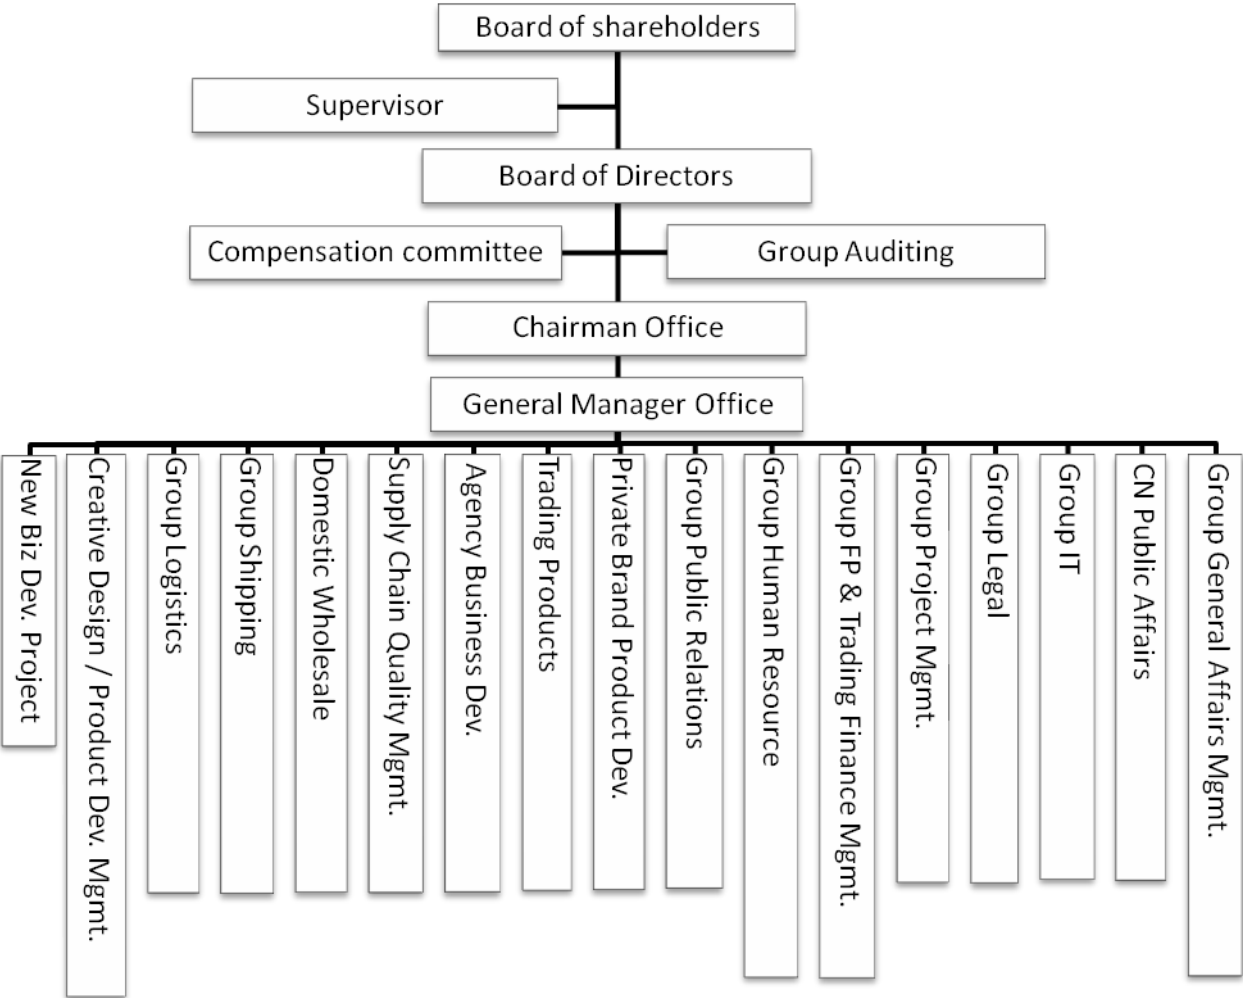 Board of shareholders
Supervisor
Board of Directors
Compensation committee
Group Auditing
Chairman Office
General Manager Office
New Biz Dev. Project
Creative Design / Product Dev. Mgmt.
Group Logistics
Group Shipping
Domestic Wholesale
Supply Chain Quality Mgmt.
Agency Business Dev.
Trading Products
Private Brand Product Dev.
Group Public Relations
Group Human Resource
Group FP & Trading Finance Mgmt.
Group Project Mgmt.
Group Legal
Group IT
CN Public Affairs
Group General Affairs Mgmt.